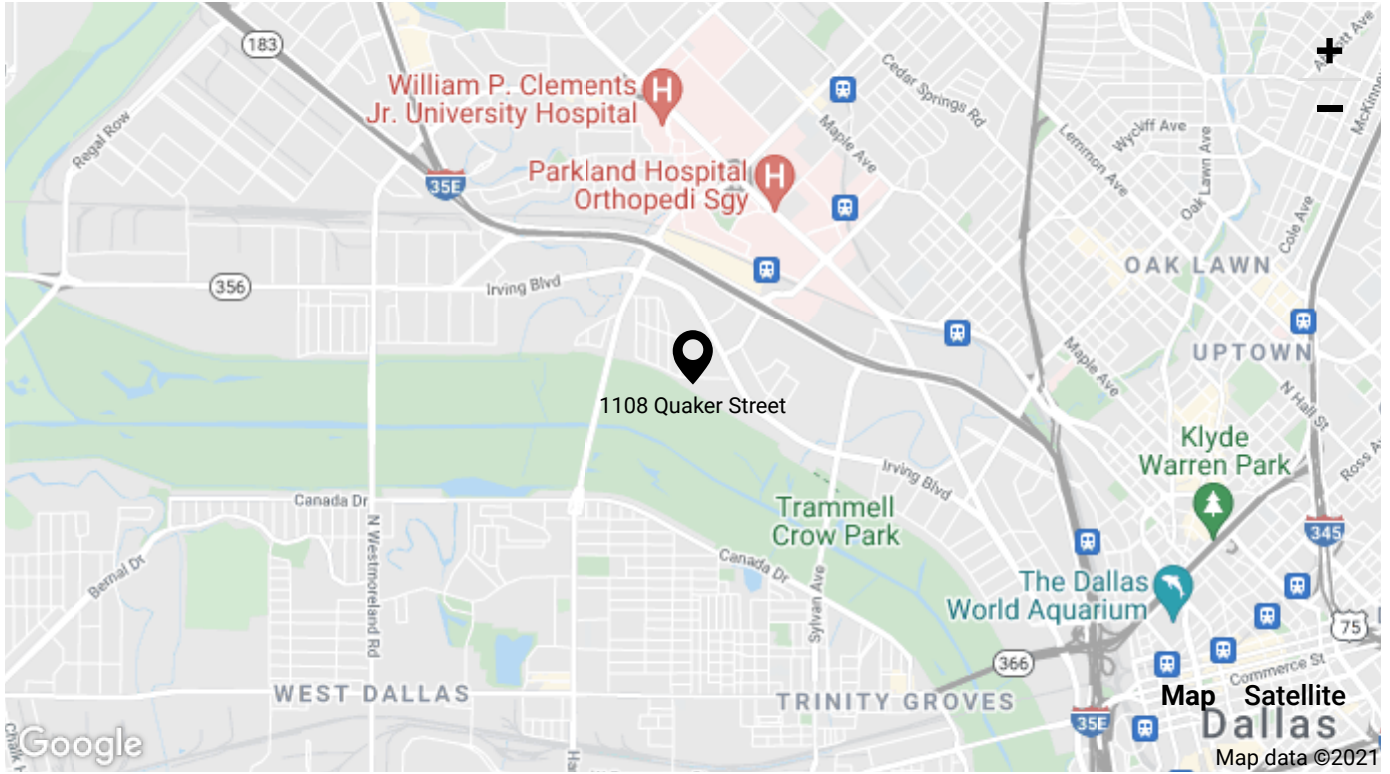 183
+
William P. Clements
Jr. University Hospital
H
Cedar Springs Rd
Maple Ave
Regal Row
Lemmon Ave
Wycliff Ave
McKinne
−
35E
Parkland Hospital
Orthopedi Sgy
H
Oak Lawn Ave
Cole Ave
OAK LAWN
356
Irving Blvd
UPTOWN
Maple Ave
N Hall St
1108 Quaker Street
Klyde
Warren Park
Ross A
Irving Blvd
Canada Dr
Trammell
Crow Park
345
N Westmoreland Rd
Bernal Dr
Canada Dr
The Dallas
World Aquarium
Sylvan Ave
75
366
Commerce St
WEST DALLAS
TRINITY GROVES
Map Satellite
35E
Dallas
Chalk H
Google
Ha
Map data ©2021